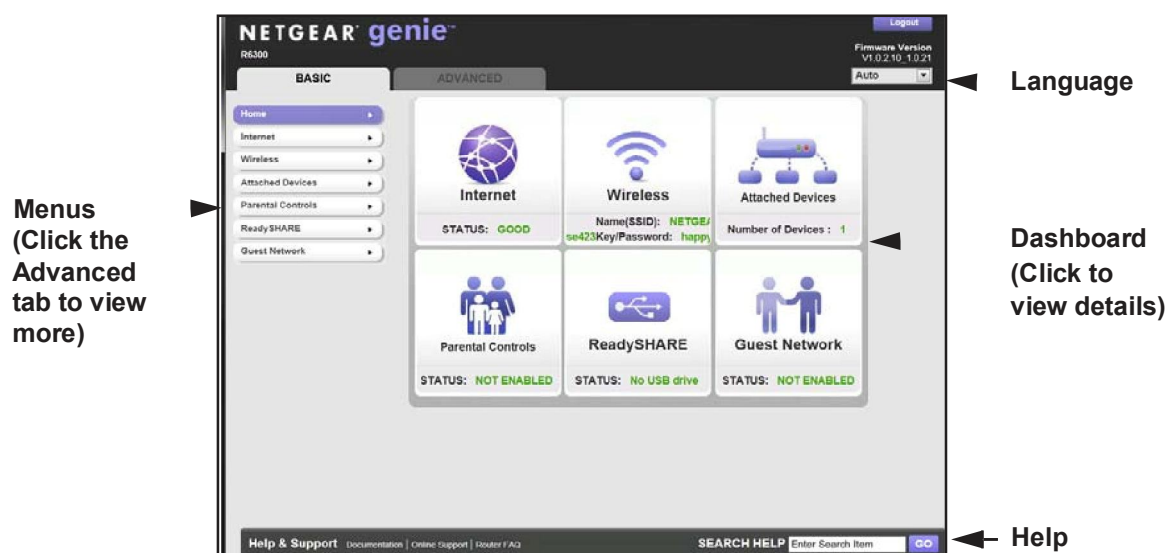 NETGEAR® genie™
R6300
Logout
Firmware Version
V1.0.2.10_1.0.21
Auto
BASIC
ADVANCED
Language
Home
Internet
Wireless
Attached Devices
Parental Controls
ReadySHARE
Guest Network
Menus
(Click the
Advanced
tab to view
more)
Internet
STATUS: GOOD
Wireless
Name(SSID): NETGEA
se423Key/Password: happy
Attached Devices
Number of Devices : 1
Parental Controls
STATUS: NOT ENABLED
ReadySHARE
STATUS: No USB drive
Guest Network
STATUS: NOT ENABLED
Dashboard
(Click to
view details)
Help & Support Documentation | Online Support | Router FAQ
SEARCH HELP Enter Search Item GO
Help